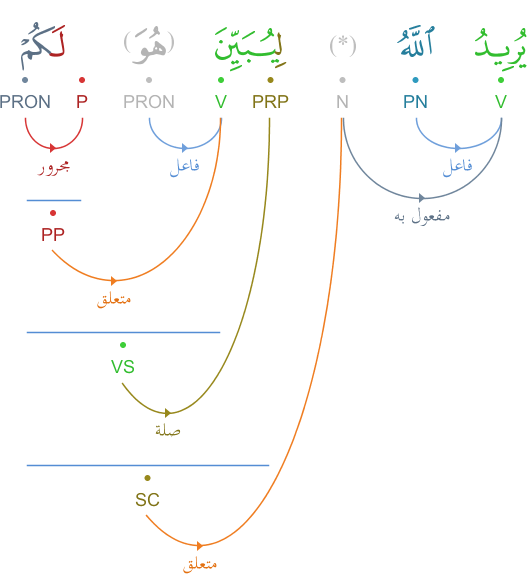 يُرِيدُ ٱللَّهُ (*) لِيُبَيِّنَ (هُوَ) لَكُمْ
V PN N PRP V PRON P PRON
فاعل مفعول به فاعل مجرور
PP
متعلق
VS
صلة
SC
متعلق